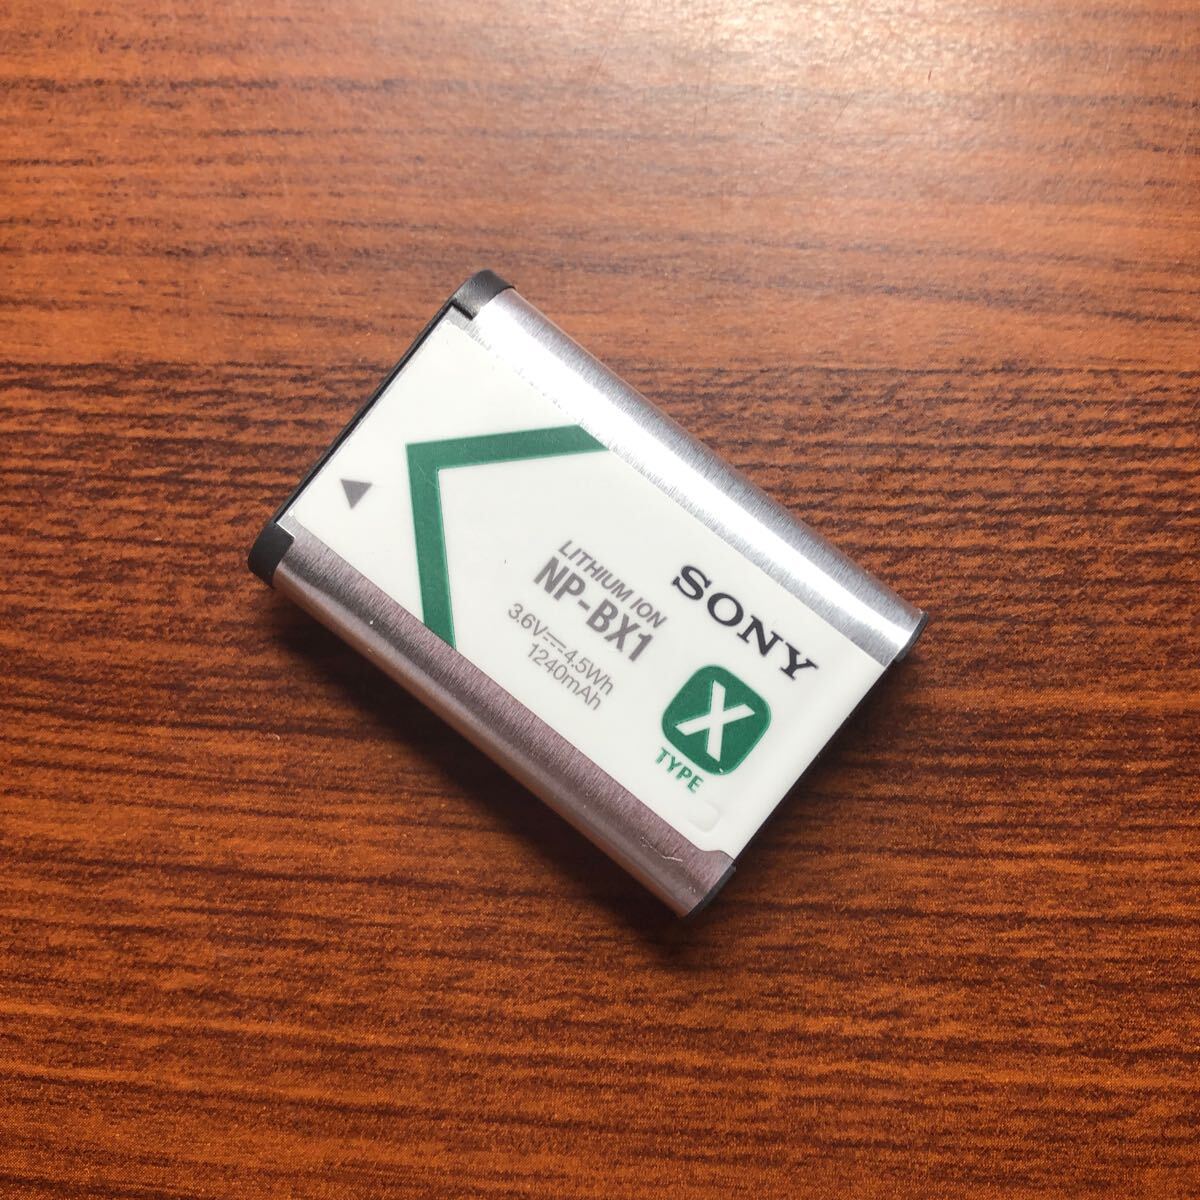 SONY
LITHIUM ION
NP-BX1
3.6V⎓4.5Wh
1240mAh
X
TYPE